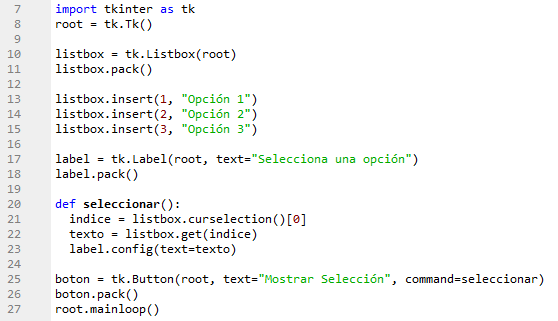 7 import tkinter as tk
8 root = tk.Tk()
9
10 listbox = tk.Listbox(root)
11 listbox.pack()
12
13 listbox.insert(1, "Opción 1")
14 listbox.insert(2, "Opción 2")
15 listbox.insert(3, "Opción 3")
16
17 label = tk.Label(root, text="Selecciona una opción")
18 label.pack()
19
20 def seleccionar():
21   indice = listbox.curselection()[0]
22   texto = listbox.get(indice)
23   label.config(text=texto)
24
25 boton = tk.Button(root, text="Mostrar Selección", command=seleccionar)
26 boton.pack()
27 root.mainloop()